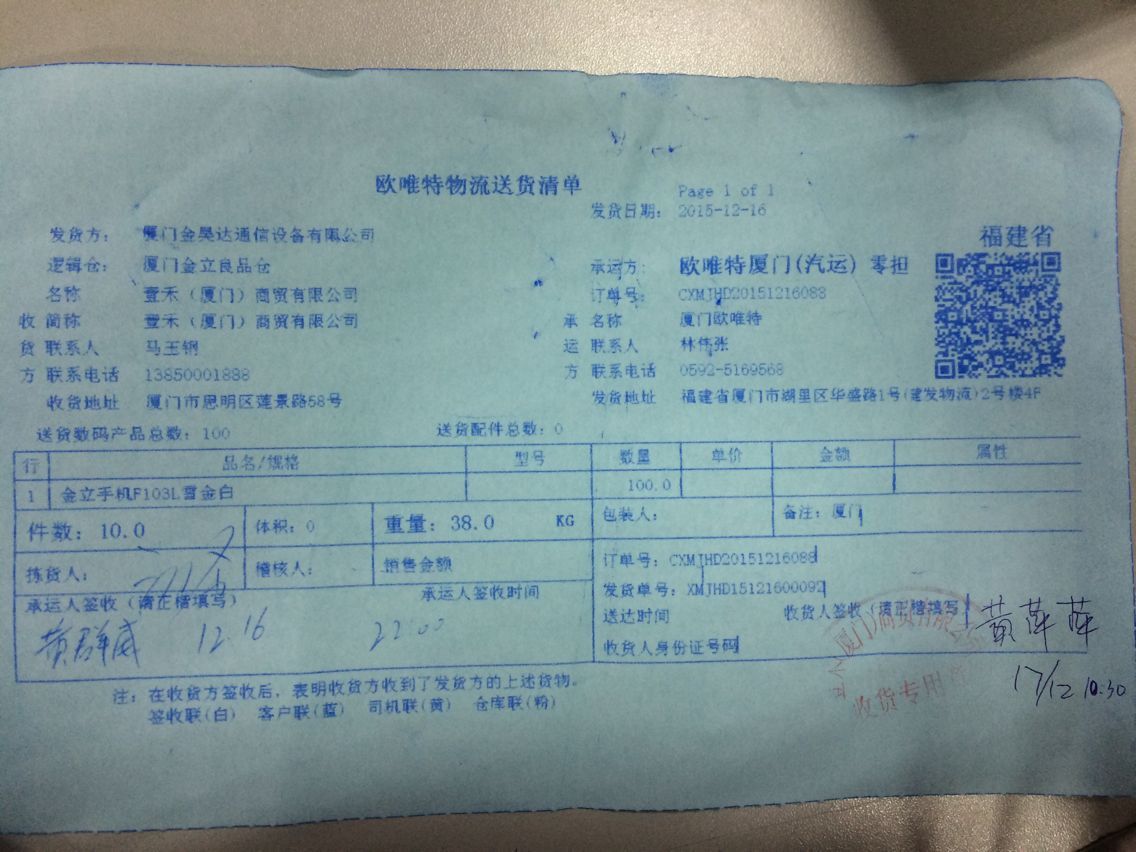 欧唯特物流送货清单
Page 1 of 1
发货日期: 2015-12-16
发货方: 厦门金昊达通信设备有限公司
福建省
逻辑仓: 厦门金立良品仓
承运方: 欧唯特厦门(汽运) 零担
名称 壹禾（厦门）商贸有限公司
订单号: CXMJHD20151216088
收 简称 壹禾（厦门）商贸有限公司
承 名称 厦门欧唯特
货 联系人 马玉钢
运 联系人 林伟张
方 联系电话 13850001888
方 联系电话 0592-5169568
收货地址 厦门市思明区莲景路58号
发货地址 福建省厦门市湖里区华盛路1号(建发物流)2号楼4F
送货数码产品总数: 100
送货配件总数: 0
行 品名/规格 型号 数量 单价 金额 属性
1 金立手机F103L雪金白 100.0
件数: 10.0 体积: 0 重量: 38.0 KG 包装人: 备注: 厦门
拣货人: 稽核人: 销售金额
订单号: CXMJHD20151216088
发货单号: XMJHD15121600092
承运人签收 (请正楷填写) 承运人签收时间
送达时间 收货人签收 (请正楷填写)
黄萍萍
黄群威 12.16 22:00
收货人身份证号码
17/12 10:30
收货专用
注: 在收货方签收后, 表明收货方收到了发货方的上述货物。
签收联(白) 客户联(蓝) 司机联(黄) 仓库联(粉)